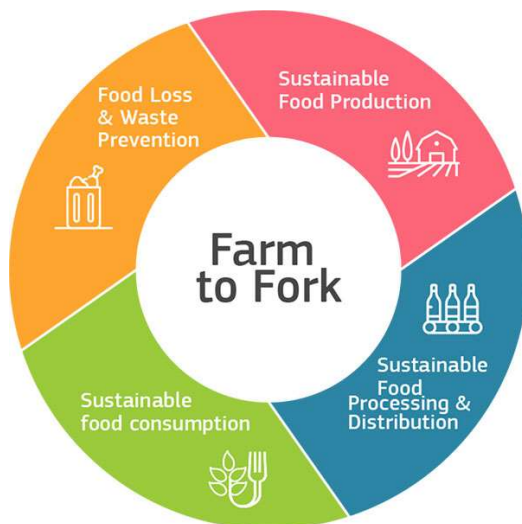 Food Loss
& Waste
Prevention
Sustainable
Food Production
Farm
to Fork
Sustainable
Food
Processing &
Distribution
Sustainable
food consumption